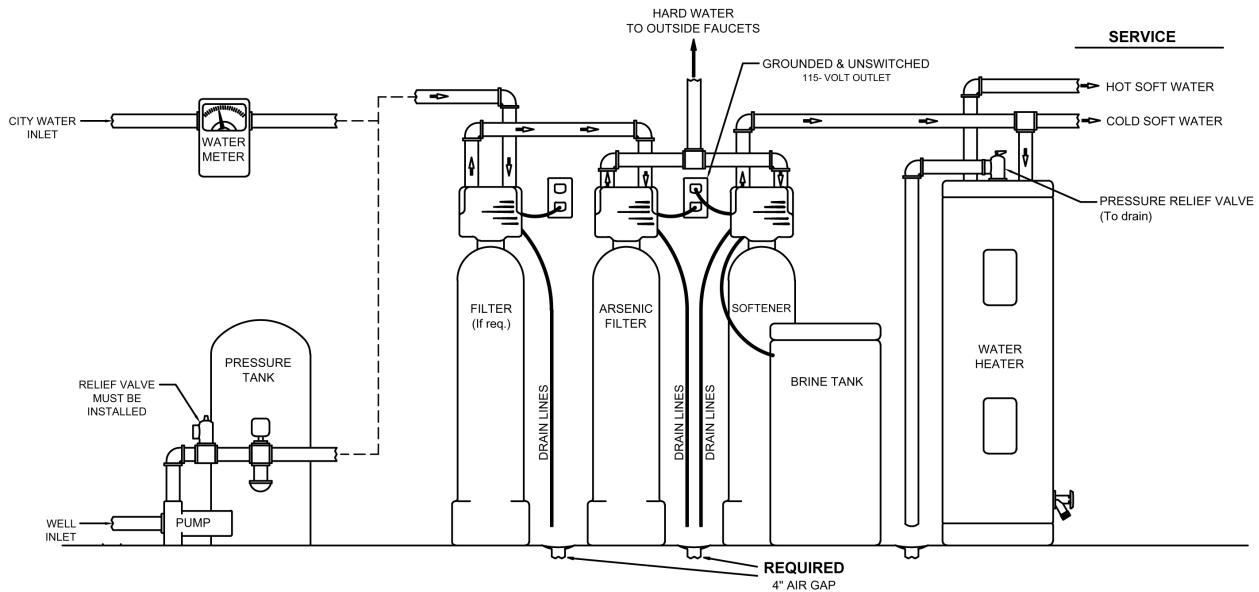 HARD WATER
TO OUTSIDE FAUCETS
SERVICE
GROUNDED & UNSWITCHED
115- VOLT OUTLET
HOT SOFT WATER
CITY WATER
INLET
WATER
METER
COLD SOFT WATER
PRESSURE RELIEF VALVE
(To drain)
FILTER
(If req.)
ARSENIC
FILTER
SOFTENER
PRESSURE
TANK
WATER
HEATER
RELIEF VALVE
MUST BE
INSTALLED
BRINE TANK
DRAIN LINES
DRAIN LINES
DRAIN LINES
WELL
INLET
PUMP
REQUIRED
4" AIR GAP